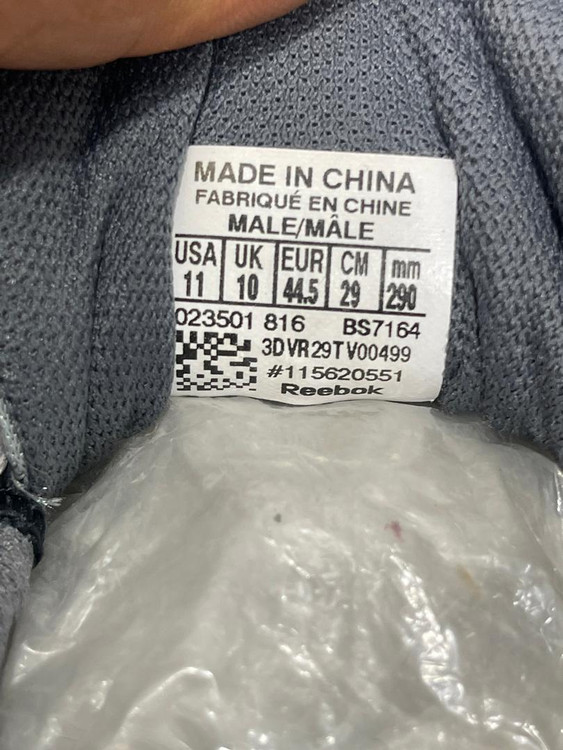 MADE IN CHINA
FABRIQUÉ EN CHINE
MALE/MÂLE
USA UK EUR CM mm
11 10 44.5 29 290
023501 816 BS7164
3DVR29TV00499
#115620551
Reebok